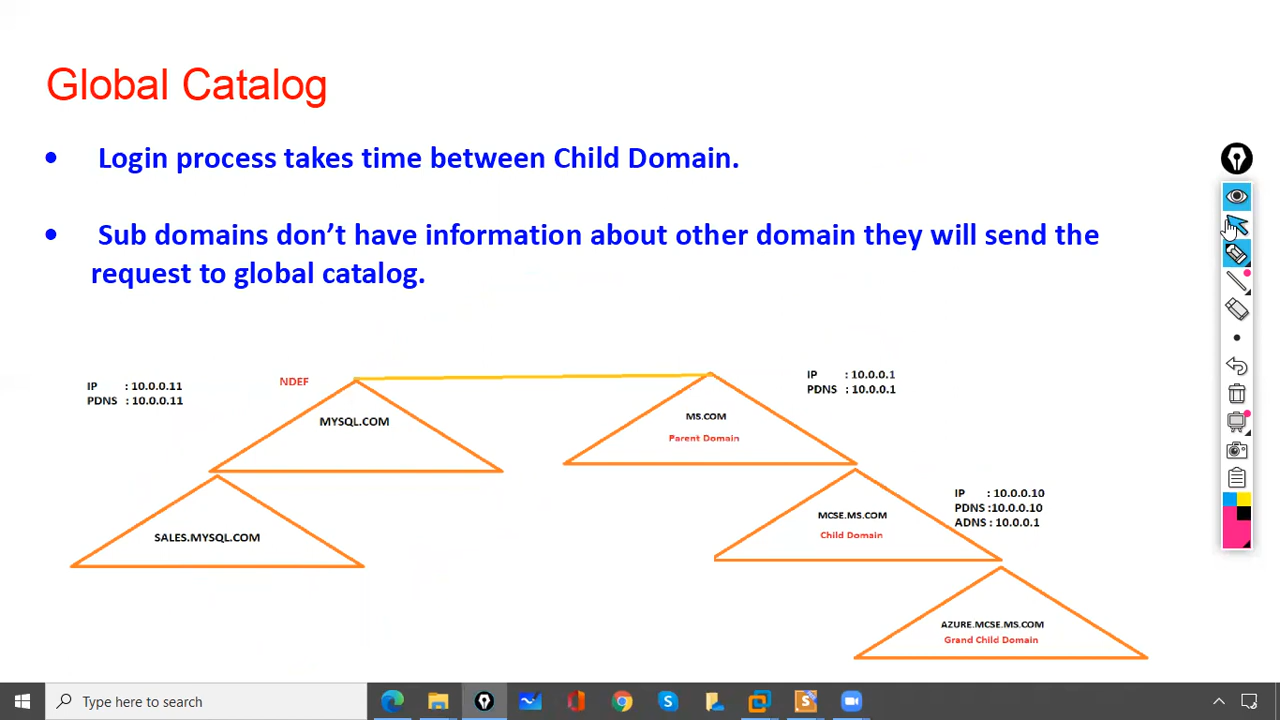 Global Catalog
• Login process takes time between Child Domain.
• Sub domains don’t have information about other domain they will send the
request to global catalog.
IP : 10.0.0.11
PDNS : 10.0.0.11
NDEF
MYSQL.COM
SALES.MYSQL.COM
IP : 10.0.0.1
PDNS : 10.0.0.1
MS.COM
Parent Domain
IP : 10.0.0.10
PDNS :10.0.0.10
ADNS : 10.0.0.1
MCSE.MS.COM
Child Domain
AZURE.MCSE.MS.COM
Grand Child Domain
Type here to search